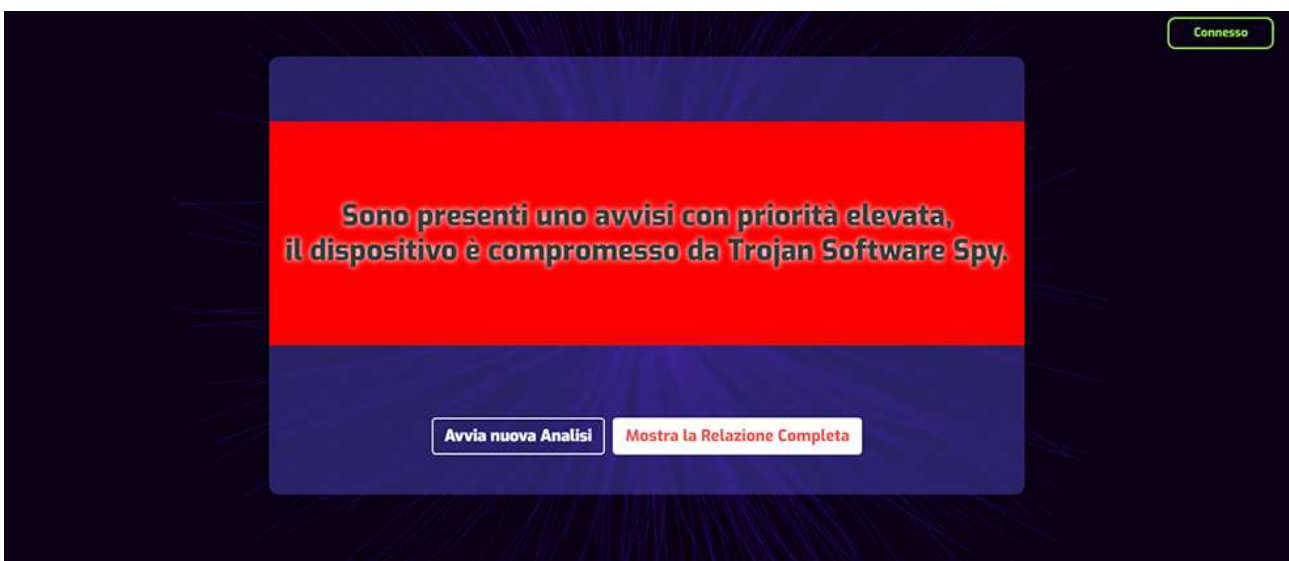 Connesso
Sono presenti uno avvisi con priorità elevata,
il dispositivo è compromesso da Trojan Software Spy.
Avvia nuova Analisi
Mostra la Relazione Completa